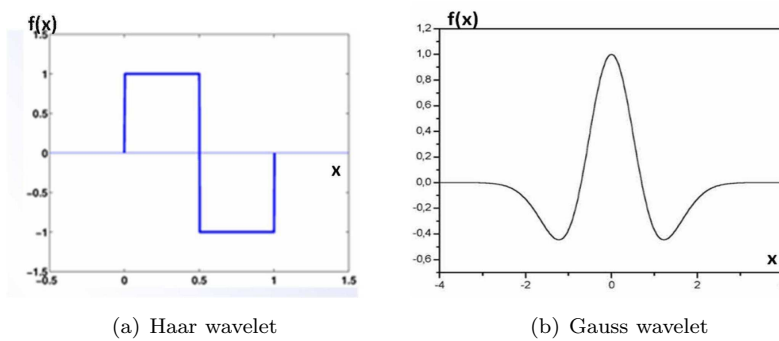 f(x)
1.5
1
0.5
0
-0.5
-1
-1.5
-0.5 0 0.5 1 1.5
x
(a) Haar wavelet
f(x)
1,2
1,0
0,8
0,6
0,4
0,2
0,0
-0,2
-0,4
-0,6
-4 -2 0 2 4
x
(b) Gauss wavelet